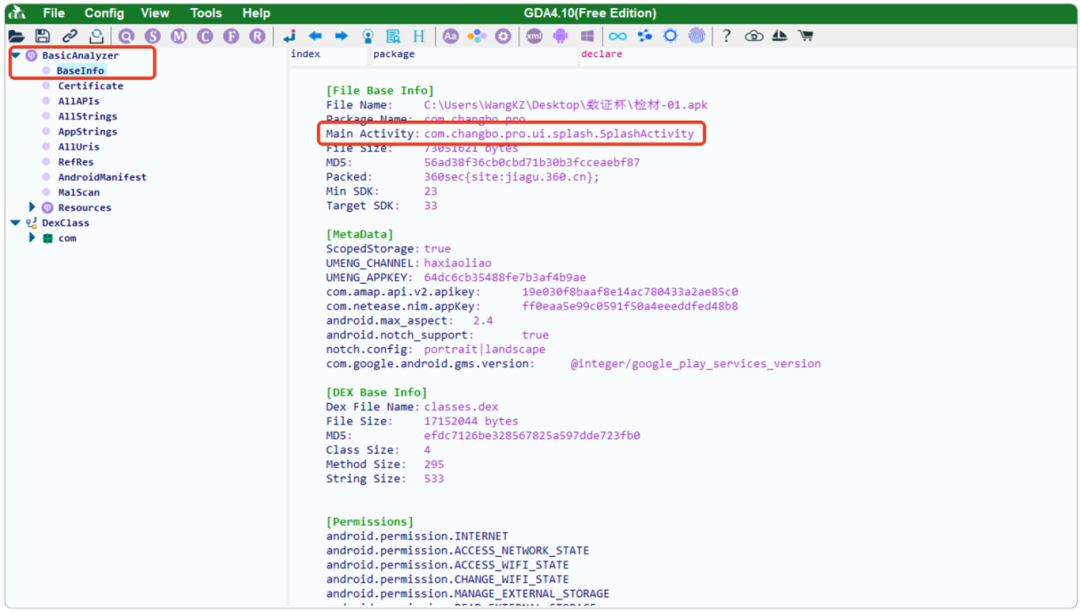 File Config View Tools Help GDA4.10(Free Edition)
index package declare
BasicAnalyzer
BaseInfo
Certificate
AllAPIs
AllStrings
AppStrings
AllUris
RefRes
AndroidManifest
MalScan
Resources
DexClass
com
[File Base Info]
File Name: C:\Users\WangKZ\Desktop\数证杯\检材-01.apk
Package Name: com.changbo.pro
Main Activity: com.changbo.pro.ui.splash.SplashActivity
File Size: 73051621 bytes
MD5: 56ad38f36cb0cbd71b30b3fcceaebf87
Packed: 360sec{site:jiagu.360.cn};
Min SDK: 23
Target SDK: 33
[MetaData]
ScopedStorage: true
UMENG_CHANNEL: haxiaoliao
UMENG_APPKEY: 64dc6cb35488fe7b3af4b9ae
com.amap.api.v2.apikey: 19e030f8baaf8e14ac780433a2ae85c0
com.netease.nim.appKey: ff0eaa5e99c0591f50a4eeeddfed48b8
android.max_aspect: 2.4
android.notch_support: true
notch.config: portrait|landscape
com.google.android.gms.version: @integer/google_play_services_version
[DEX Base Info]
Dex File Name: classes.dex
File Size: 17152044 bytes
MD5: efdc7126be328567825a597dde723fb0
Class Size: 4
Method Size: 295
String Size: 533
[Permissions]
android.permission.INTERNET
android.permission.ACCESS_NETWORK_STATE
android.permission.ACCESS_WIFI_STATE
android.permission.CHANGE_WIFI_STATE
android.permission.MANAGE_EXTERNAL_STORAGE